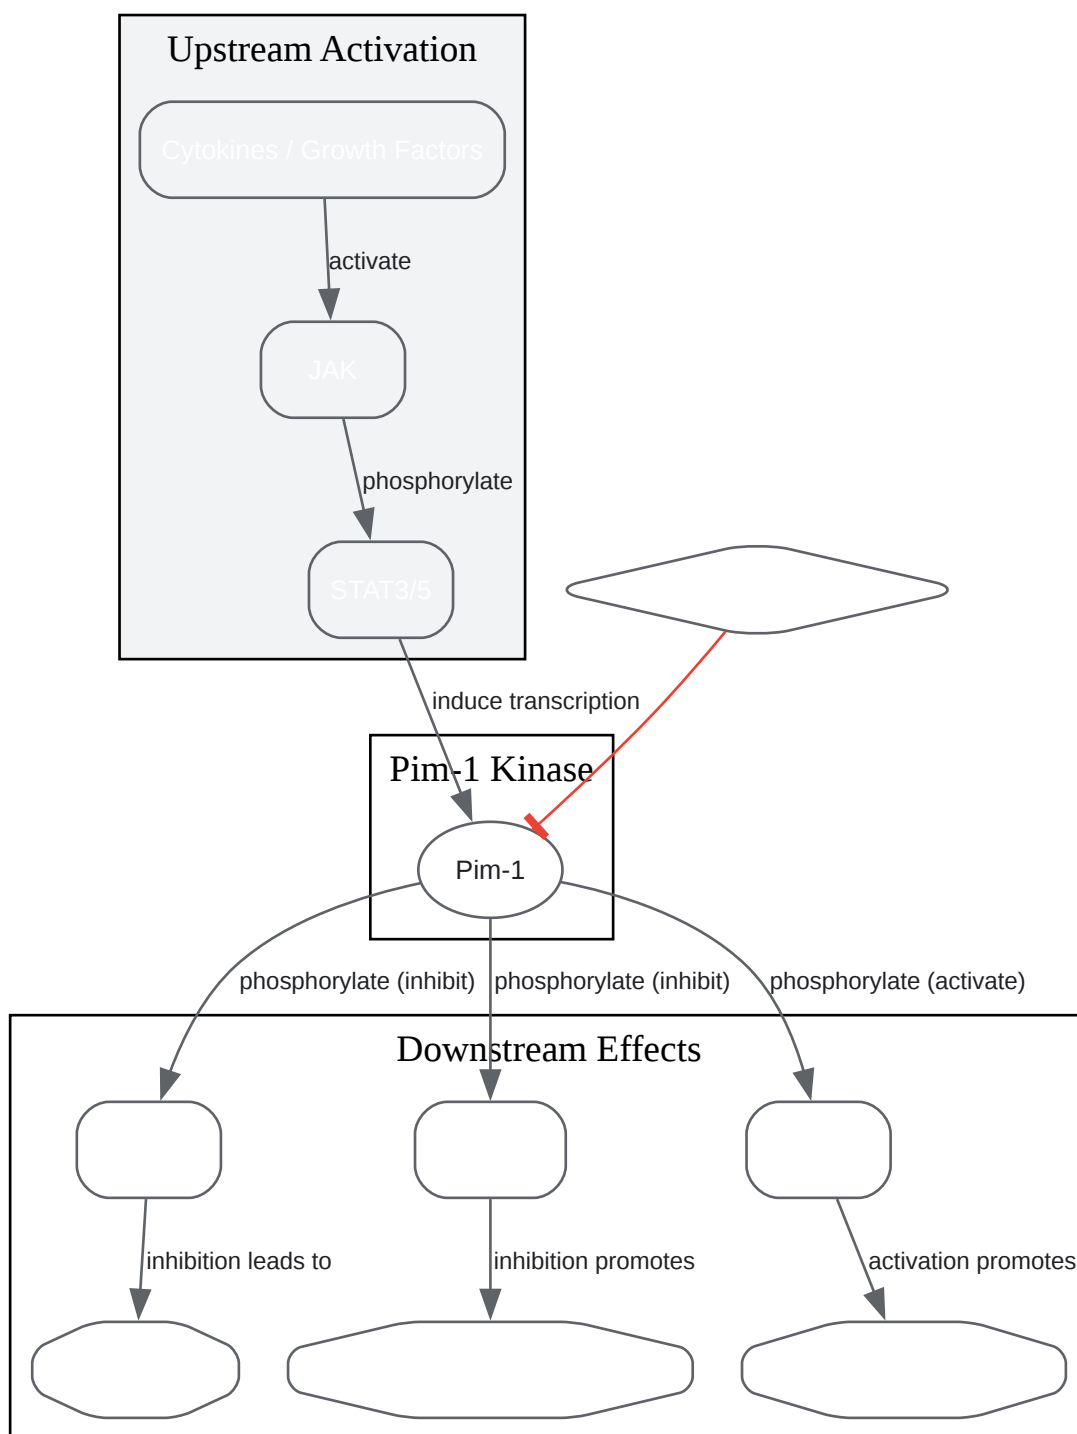 Upstream Activation
Cytokines / Growth Factors
activate
JAK
phosphorylate
STAT3/5
induce transcription
Pim-1 Kinase
Pim-1
phosphorylate (inhibit)
phosphorylate (inhibit)
phosphorylate (activate)
Downstream Effects
inhibition leads to
inhibition promotes
activation promotes